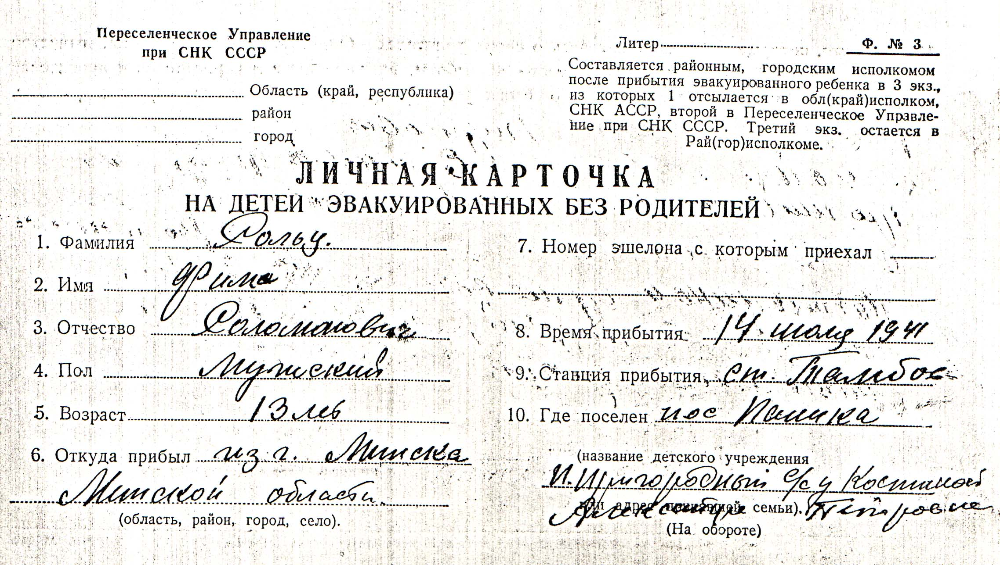 Переселенческое Управление
при СНК СССР
Область (край, республика)
район
город
Литер
Ф. № 3
Составляется районным, городским исполкомом
после прибытия эвакуированного ребенка в 3 экз.,
из которых 1 отсылается в обл(край)исполком,
СНК АССР, второй в Переселенческое Управле-
ние при СНК СССР. Третий экз. остается в
Рай(гор)исполкоме.
ЛИЧНАЯ КАРТОЧКА
НА ДЕТЕЙ ЭВАКУИРОВАННЫХ БЕЗ РОДИТЕЛЕЙ
1. Фамилия
2. Имя Фима
3. Отчество Соломонович
4. Пол Мужской
5. Возраст 13 лет
6. Откуда прибыл из г. Минска
Минской области.
(область, район, город, село).
7. Номер эшелона с которым приехал
8. Время прибытия 14 июля 1941
9. Станция прибытия, ст. Тамбов
10. Где поселен пос
(название детского учреждения
Пригородный с/с у Костиной
или адрес принявшей семьи).
Александре Петровне
(На обороте)